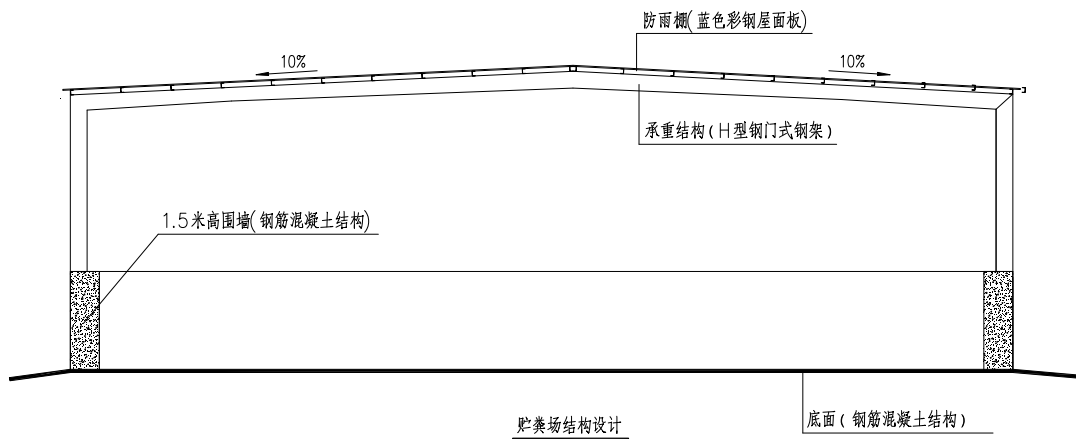 防雨棚(蓝色彩钢屋面板)
10%
10%
承重结构(H型钢门式钢架)
1.5米高围墙(钢筋混凝土结构)
底面(钢筋混凝土结构)
贮粪场结构设计